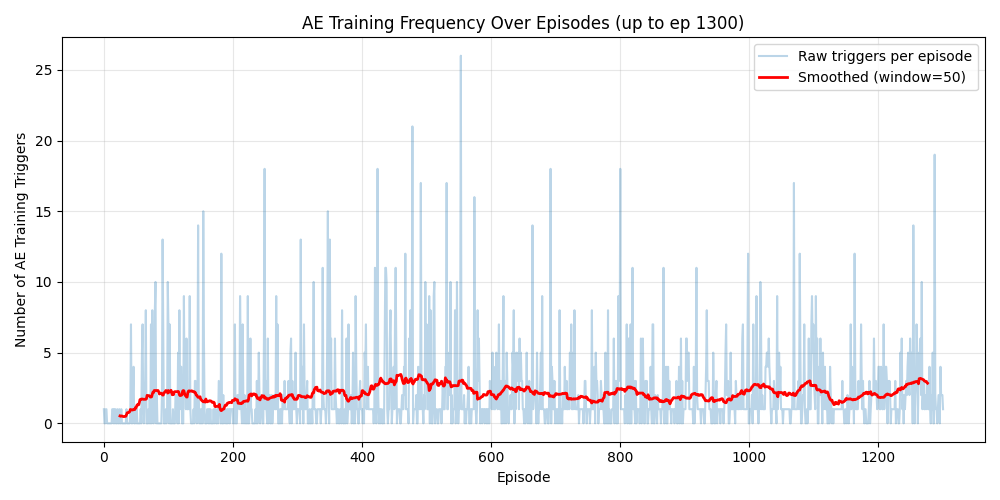 AE Training Frequency Over Episodes (up to ep 1300)
Raw triggers per episode
Smoothed (window=50)
Number of AE Training Triggers
25
20
15
10
5
0
0 200 400 600 800 1000 1200
Episode